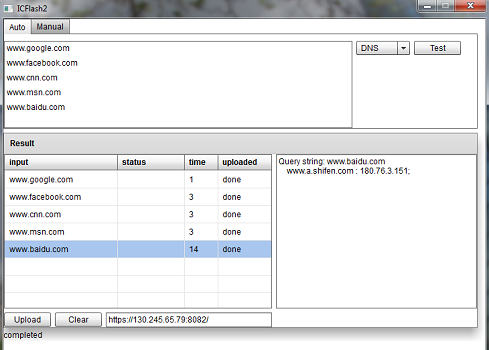 ICFlash2
Auto Manual
www.google.com
www.facebook.com
www.cnn.com
www.msn.com
www.baidu.com
DNS Test
Result
input status time uploaded
www.google.com 1 done
www.facebook.com 3 done
www.cnn.com 3 done
www.msn.com 3 done
www.baidu.com 14 done
Query string: www.baidu.com
www.a.shifen.com : 180.76.3.151;
Upload Clear https://130.245.65.79:8082/
completed